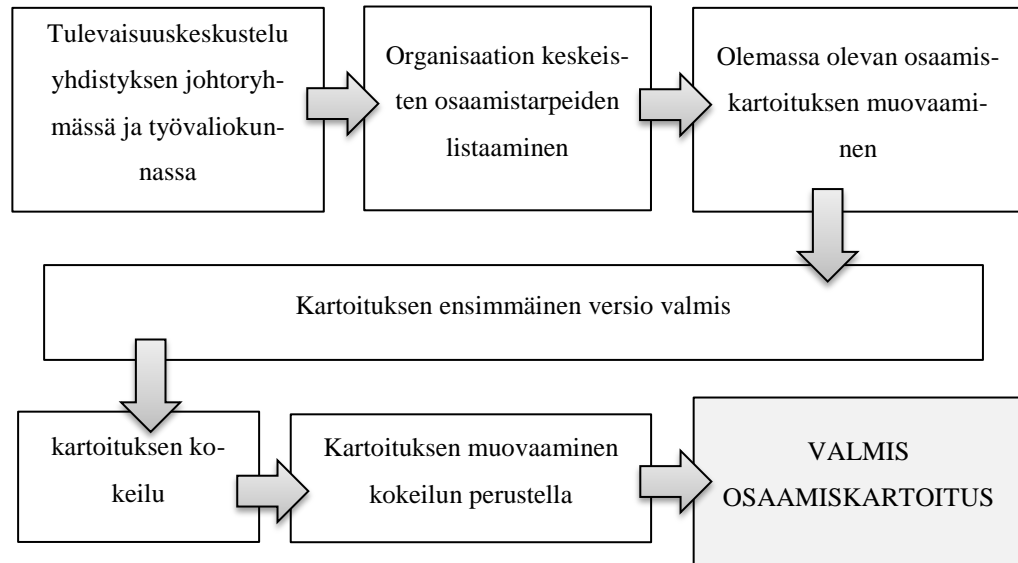 Tulevaisuuskeskustelu
yhdistyksen johtoryh-
mässä ja työvaliokun-
nassa
Organisaation keskeis-
ten osaamistarpeiden
listaaminen
Olemassa olevan osaamis-
kartoituksen muovaami-
nen
Kartoituksen ensimmäinen versio valmis
kartoituksen ko-
keilu
Kartoituksen muovaaminen
kokeilun perustella
VALMIS
OSAAMISKARTOITUS